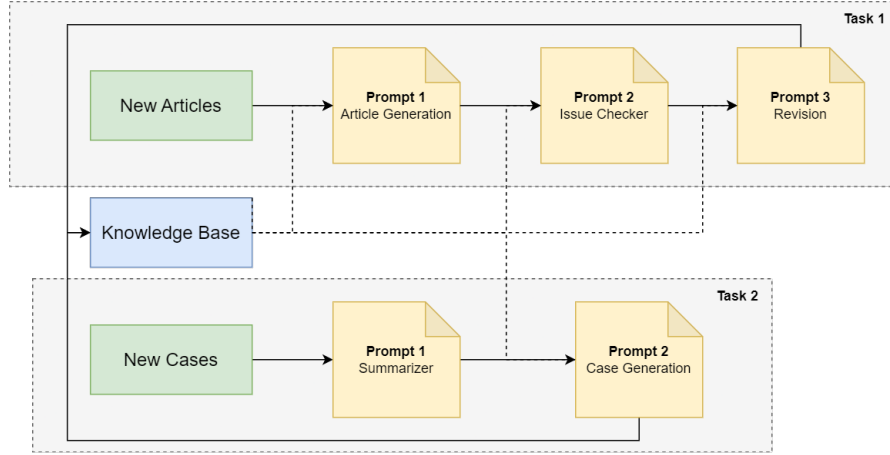 Task 1
New Articles
Prompt 1
Article Generation
Prompt 2
Issue Checker
Prompt 3
Revision
Knowledge Base
Task 2
New Cases
Prompt 1
Summarizer
Prompt 2
Case Generation